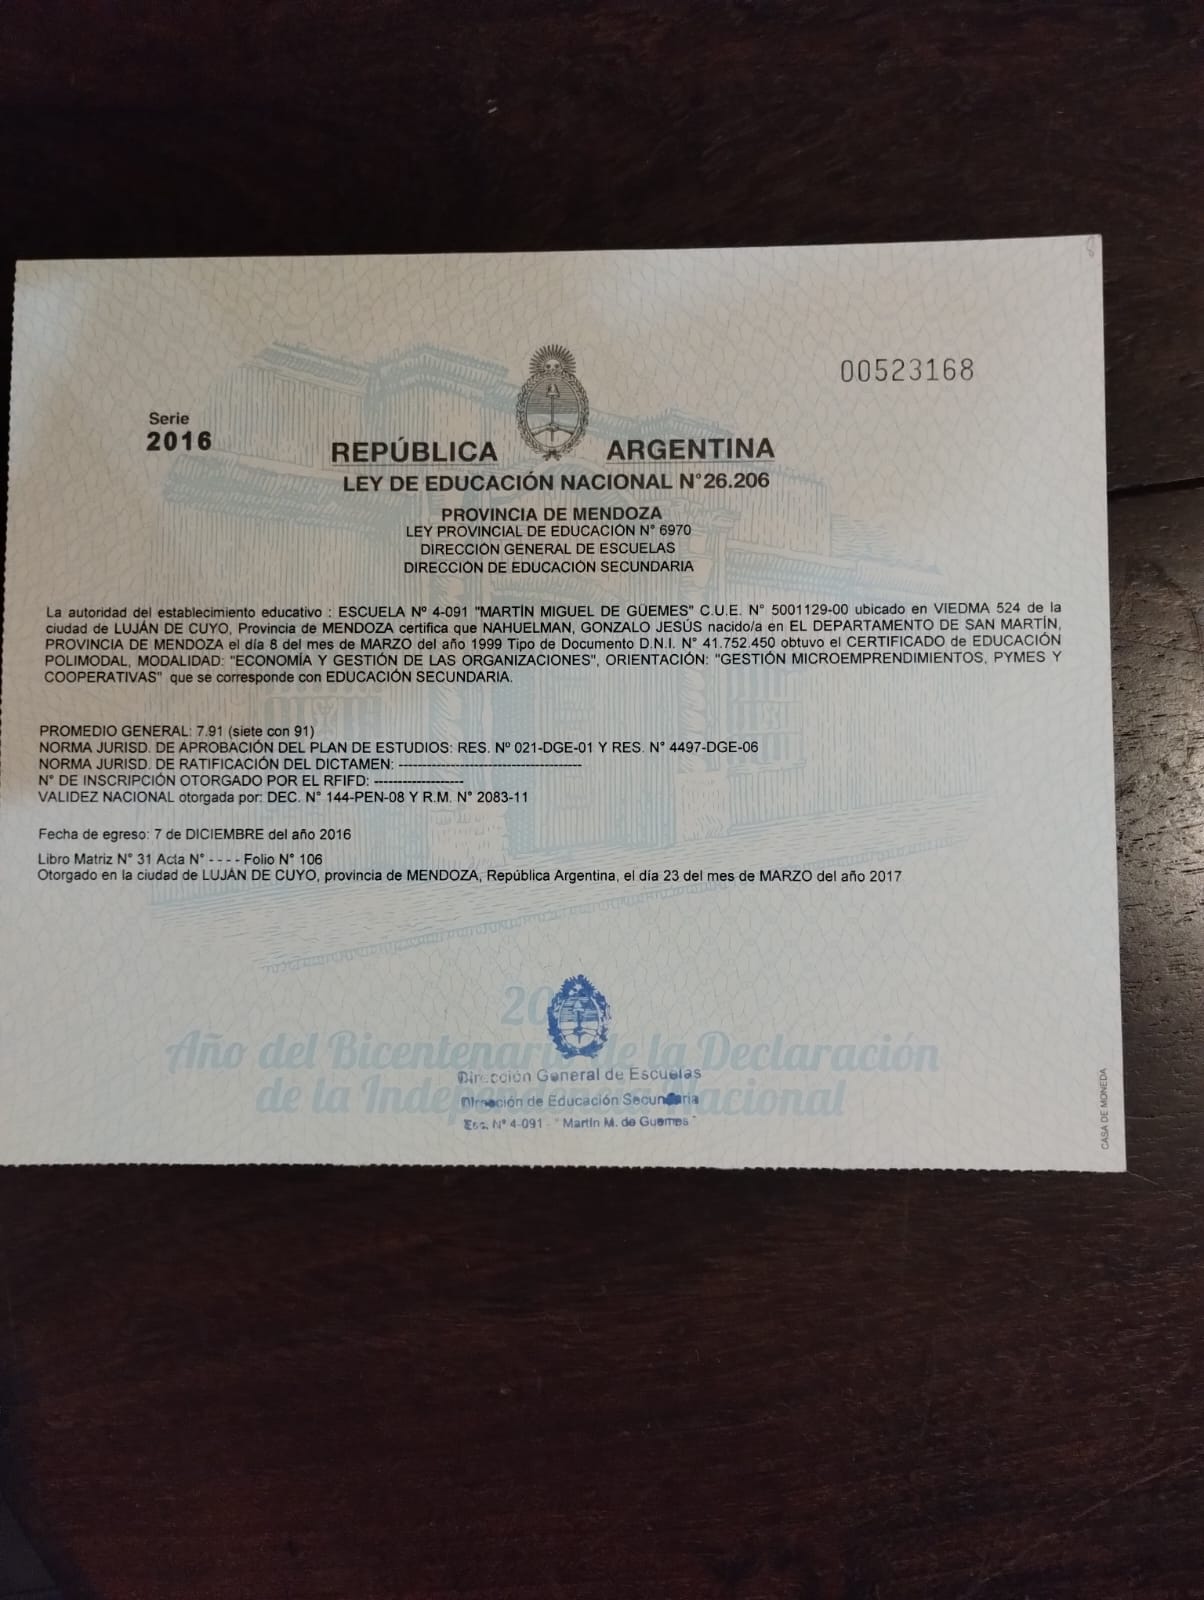 00523168
Serie
2016
REPÚBLICA ARGENTINA
LEY DE EDUCACIÓN NACIONAL N°26.206
PROVINCIA DE MENDOZA
LEY PROVINCIAL DE EDUCACIÓN N° 6970
DIRECCIÓN GENERAL DE ESCUELAS
DIRECCIÓN DE EDUCACIÓN SECUNDARIA
La autoridad del establecimiento educativo : ESCUELA Nº 4-091 "MARTÍN MIGUEL DE GÜEMES" C.U.E. N° 5001129-00 ubicado en VIEDMA 524 de la
ciudad de LUJÁN DE CUYO, Provincia de MENDOZA certifica que NAHUELMAN, GONZALO JESÚS nacido/a en EL DEPARTAMENTO DE SAN MARTÍN,
PROVINCIA DE MENDOZA el día 8 del mes de MARZO del año 1999 Tipo de Documento D.N.I. N° 41.752.450 obtuvo el CERTIFICADO de EDUCACIÓN
POLIMODAL, MODALIDAD: "ECONOMÍA Y GESTIÓN DE LAS ORGANIZACIONES", ORIENTACIÓN: "GESTIÓN MICROEMPRENDIMIENTOS, PYMES Y
COOPERATIVAS" que se corresponde con EDUCACIÓN SECUNDARIA.
PROMEDIO GENERAL: 7.91 (siete con 91)
NORMA JURISD. DE APROBACIÓN DEL PLAN DE ESTUDIOS: RES. Nº 021-DGE-01 Y RES. N° 4497-DGE-06
NORMA JURISD. DE RATIFICACIÓN DEL DICTAMEN: ---------------------------------------
N° DE INSCRIPCIÓN OTORGADO POR EL RFIFD: -------------------
VALIDEZ NACIONAL otorgada por: DEC. N° 144-PEN-08 Y R.M. N° 2083-11
Fecha de egreso: 7 de DICIEMBRE del año 2016
Libro Matriz N° 31 Acta N° - - - - Folio N° 106
Otorgado en la ciudad de LUJÁN DE CUYO, provincia de MENDOZA, República Argentina, el día 23 del mes de MARZO del año 2017
Año del Bicentenario de la Declaración
de la Independencia Nacional
Dirección General de Escuelas
Dirección de Educación Secundaria
Esc. Nº 4-091 - "Martín M. de Guemes"
CASA DE MONEDA